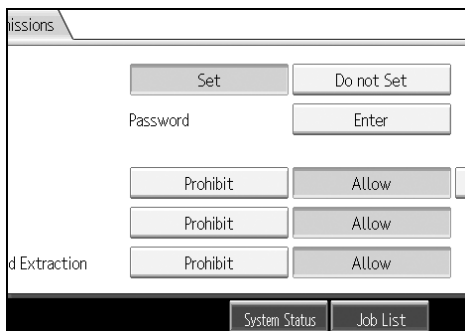 issions
Set Do not Set
Password Enter
Prohibit Allow
Prohibit Allow
d Extraction Prohibit Allow
System Status Job List